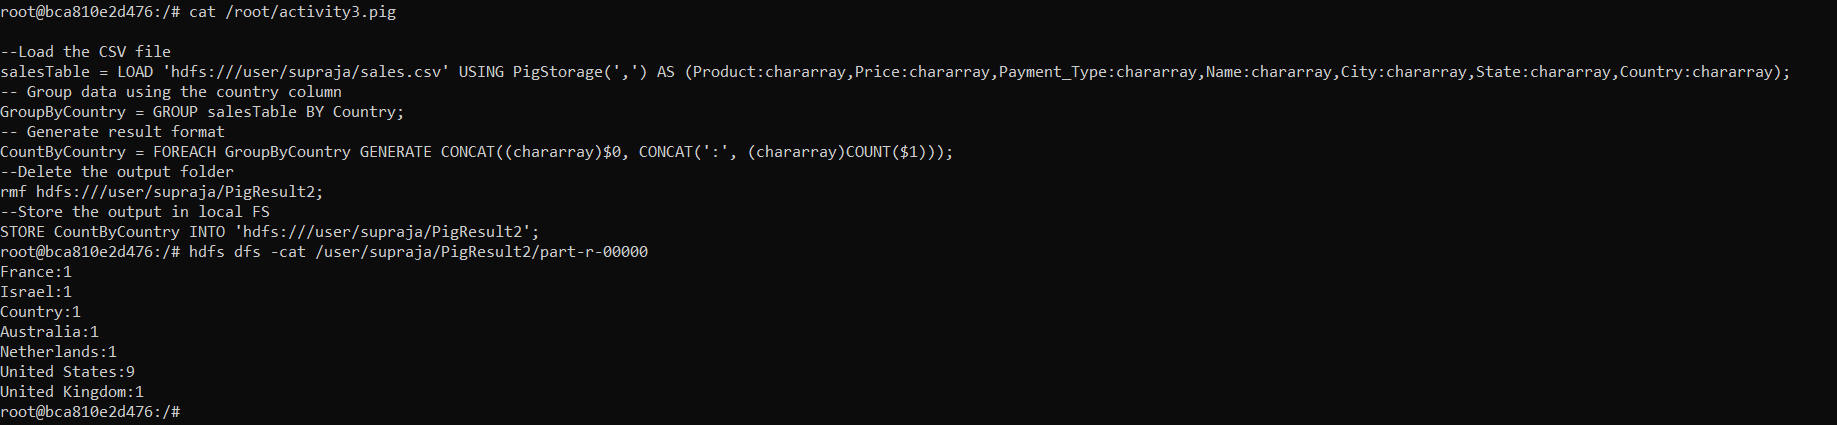 root@bca810e2d476:/# cat /root/activity3.pig
--Load the CSV file
salesTable = LOAD 'hdfs:///user/supraja/sales.csv' USING PigStorage(',') AS (Product:chararray,Price:chararray,Payment_Type:chararray,Name:chararray,City:chararray,State:chararray,Country:chararray);
-- Group data using the country column
GroupByCountry = GROUP salesTable BY Country;
-- Generate result format
CountByCountry = FOREACH GroupByCountry GENERATE CONCAT((chararray)$0, CONCAT(':', (chararray)COUNT($1)));
--Delete the output folder
rmf hdfs:///user/supraja/PigResult2;
--Store the output in local FS
STORE CountByCountry INTO 'hdfs:///user/supraja/PigResult2';
root@bca810e2d476:/# hdfs dfs -cat /user/supraja/PigResult2/part-r-00000
France:1
Israel:1
Country:1
Australia:1
Netherlands:1
United States:9
United Kingdom:1
root@bca810e2d476:/#